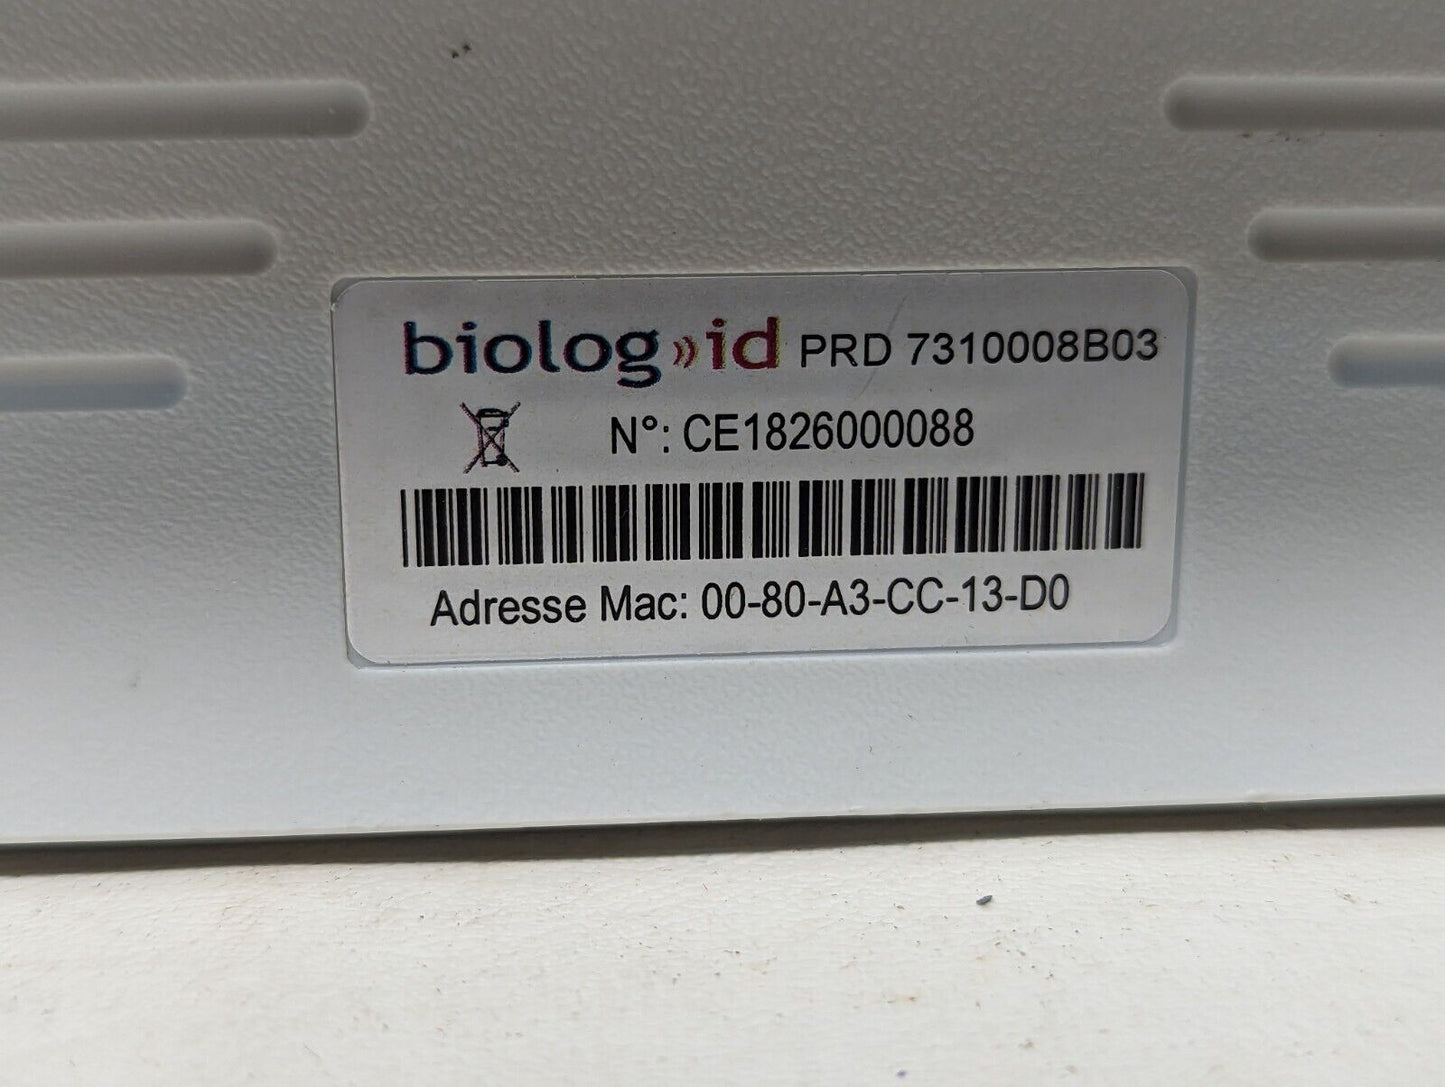 biolog»id PRD 7310008B03
N°: CE1826000088
Adresse Mac: 00-80-A3-CC-13-D0